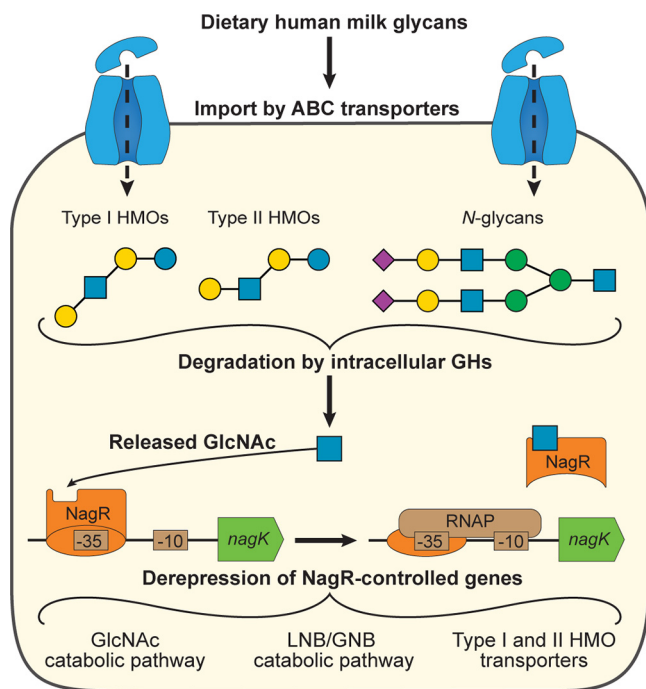 Dietary human milk glycans
Import by ABC transporters
Type I HMOs
Type II HMOs
N-glycans
Degradation by intracellular GHs
Released GlcNAc
NagR
NagR
-35
-10
nagK
RNAP
-35
-10
nagK
Derepression of NagR-controlled genes
GlcNAc
catabolic pathway
LNB/GNB
catabolic pathway
Type I and II HMO
transporters